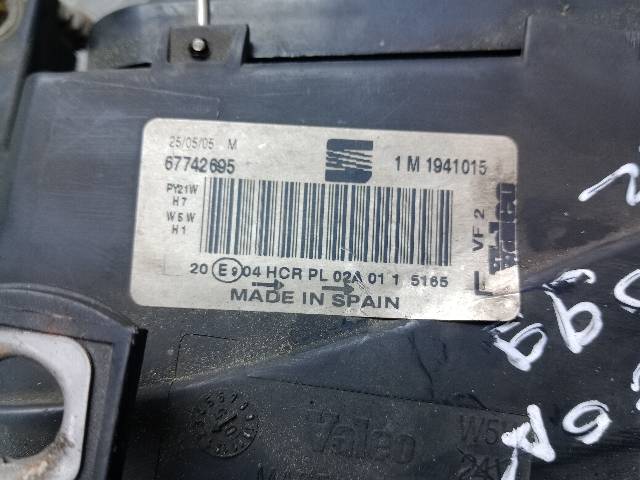 25/05/05 M
67742695
1 M 1941015
PY21W
H7
W5W
H1
VF 2
Valeo
L
20 E9 04 HCR PL 02A 01 1 5165
MADE IN SPAIN
Valeo
W5
24V